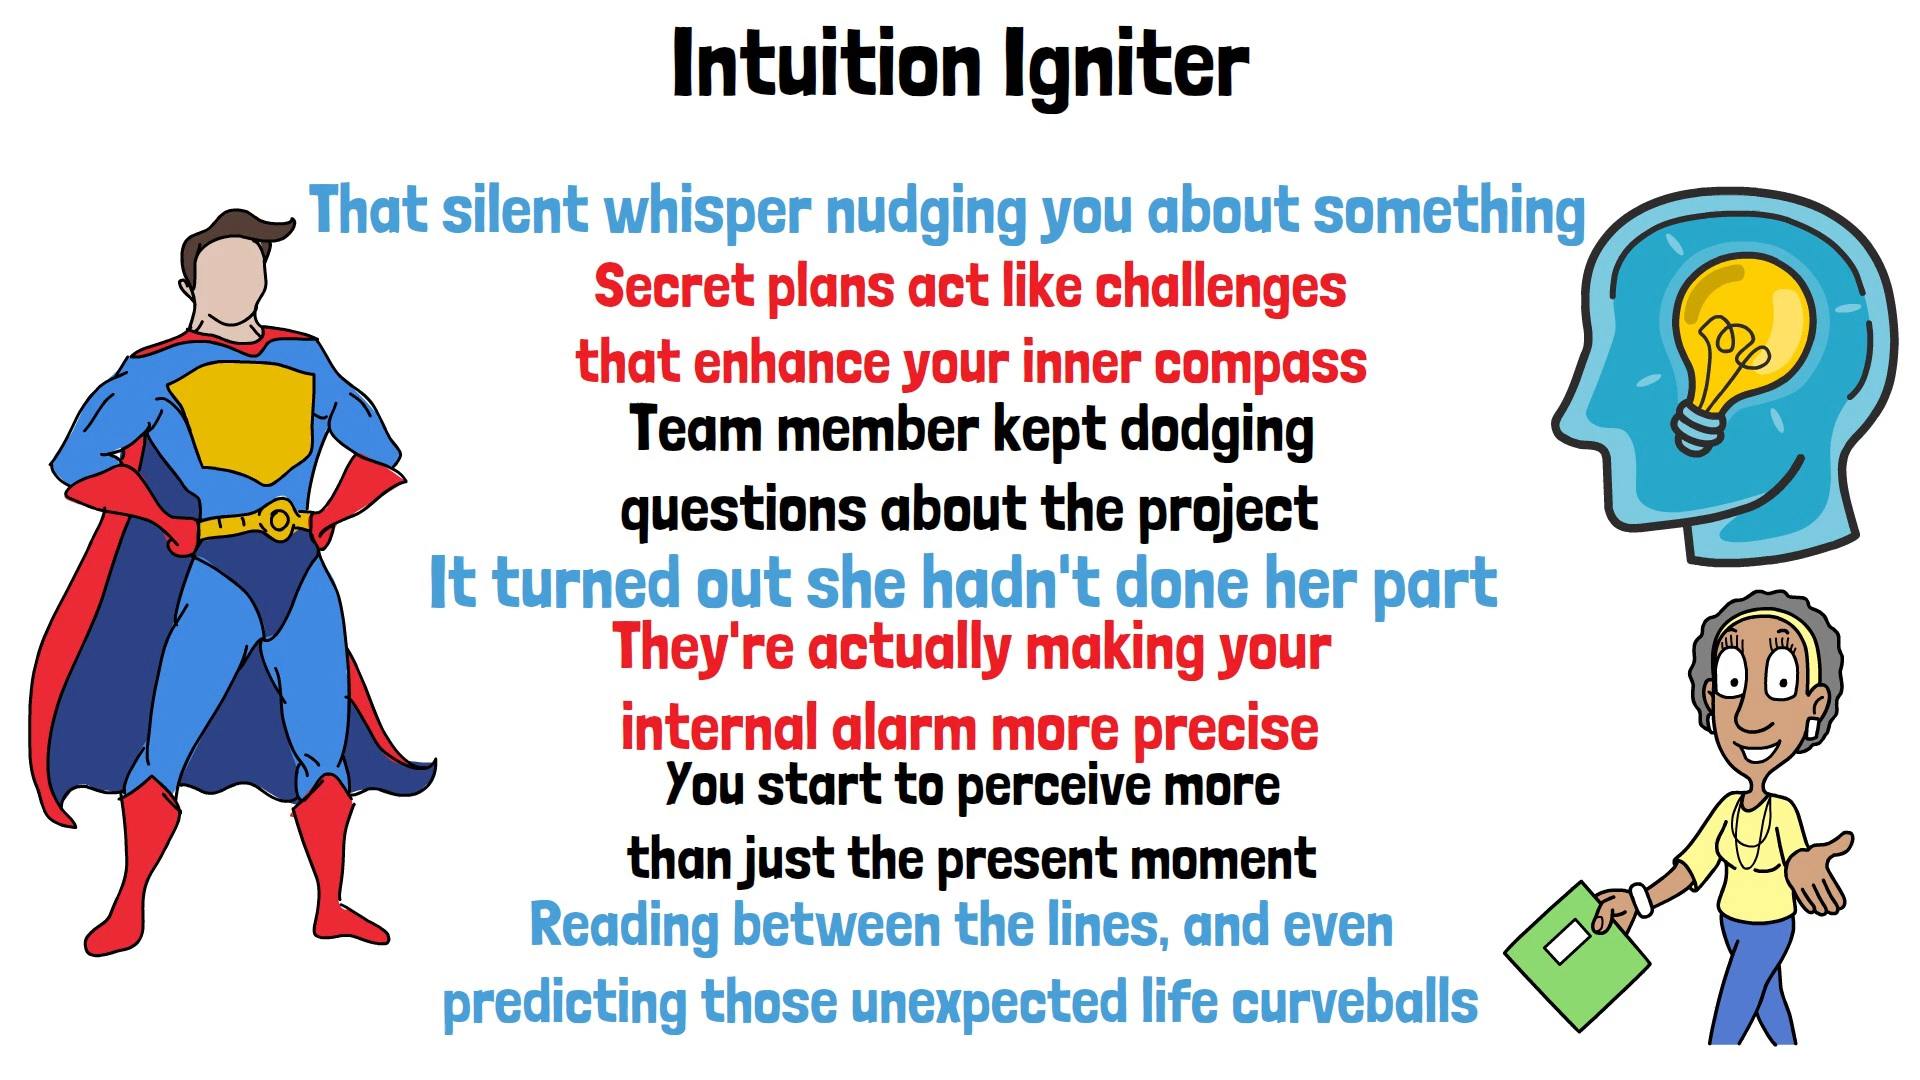 Intuition Igniter
That silent whisper nudging you about something
Secret plans act like challenges
that enhance your inner compass
Team member kept dodging
questions about the project
It turned out she hadn't done her part
They're actually making your
internal alarm more precise
You start to perceive more
than just the present moment
Reading between the lines, and even
predicting those unexpected life curveballs